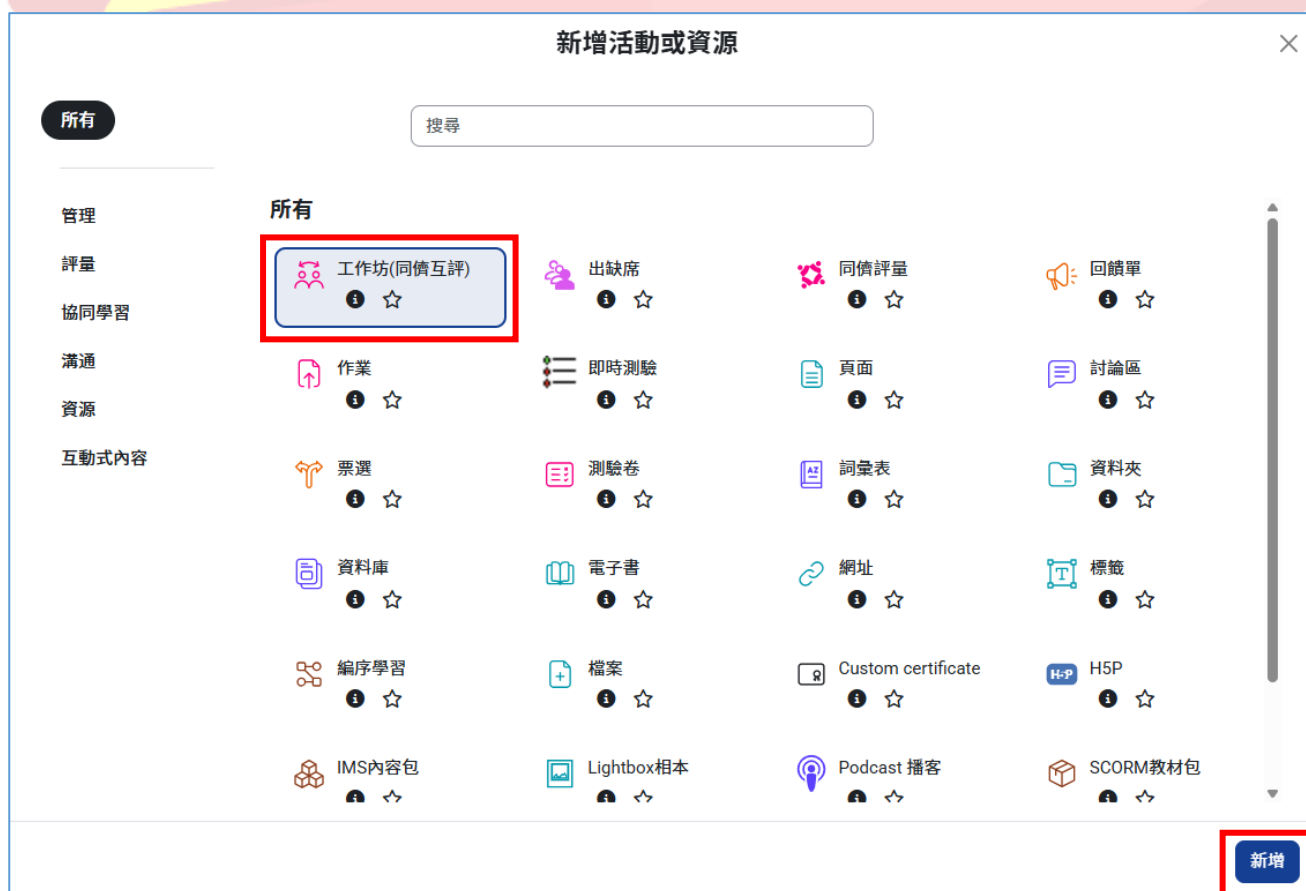 新增活動或資源
所有
搜尋
管理
評量
協同學習
溝通
資源
互動式內容
所有
工作坊(同儕互評)
出缺席
同儕評量
回饋單
作業
即時測驗
頁面
討論區
票選
測驗卷
詞彙表
資料夾
資料庫
電子書
網址
標籤
編序學習
檔案
Custom certificate
H5P
H5P
IMS內容包
Lightbox相本
Podcast 播客
SCORM教材包
新增